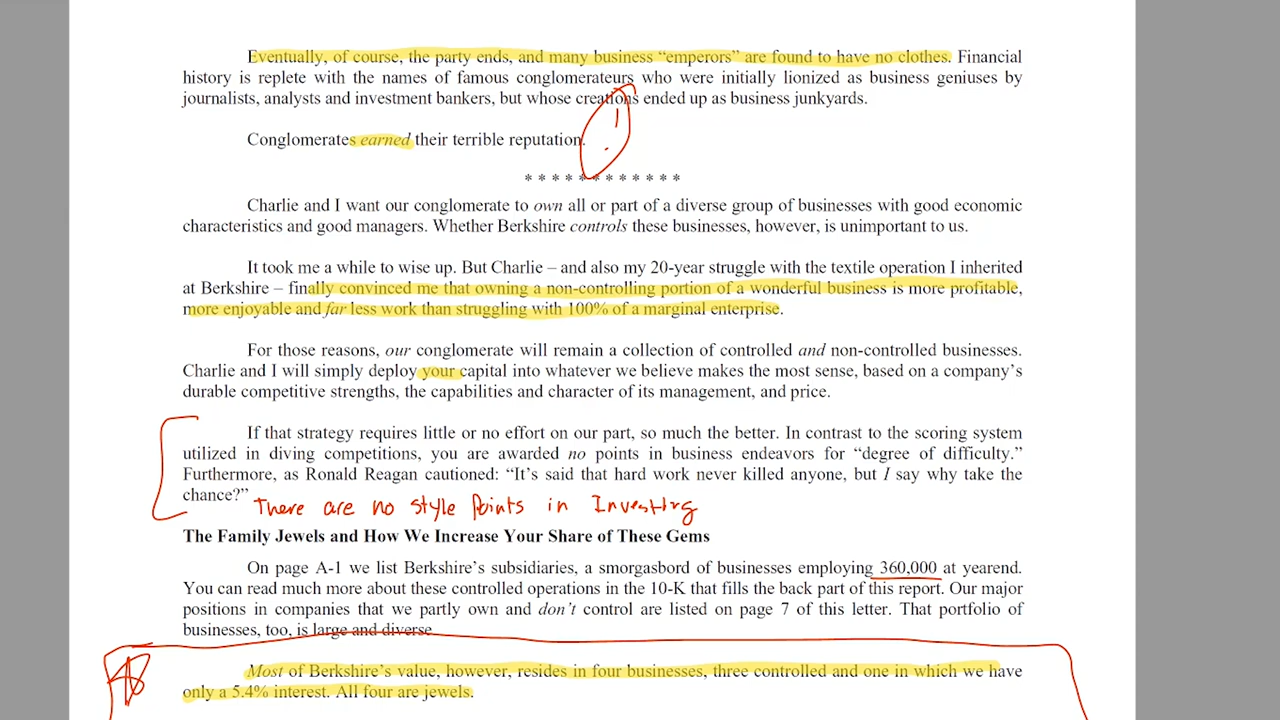 Eventually, of course, the party ends, and many business “emperors” are found to have no clothes. Financial
history is replete with the names of famous conglomerateurs who were initially lionized as business geniuses by
journalists, analysts and investment bankers, but whose creations ended up as business junkyards.
Conglomerates earned their terrible reputation.
!
* * * * * * * * * * * *
Charlie and I want our conglomerate to own all or part of a diverse group of businesses with good economic
characteristics and good managers. Whether Berkshire controls these businesses, however, is unimportant to us.
It took me a while to wise up. But Charlie – and also my 20-year struggle with the textile operation I inherited
at Berkshire – finally convinced me that owning a non-controlling portion of a wonderful business is more profitable,
more enjoyable and far less work than struggling with 100% of a marginal enterprise.
For those reasons, our conglomerate will remain a collection of controlled and non-controlled businesses.
Charlie and I will simply deploy your capital into whatever we believe makes the most sense, based on a company’s
durable competitive strengths, the capabilities and character of its management, and price.
If that strategy requires little or no effort on our part, so much the better. In contrast to the scoring system
utilized in diving competitions, you are awarded no points in business endeavors for “degree of difficulty.”
Furthermore, as Ronald Reagan cautioned: “It’s said that hard work never killed anyone, but I say why take the
chance?”
There are no style Points in Investing
The Family Jewels and How We Increase Your Share of These Gems
On page A-1 we list Berkshire’s subsidiaries, a smorgasbord of businesses employing 360,000 at yearend.
You can read much more about these controlled operations in the 10-K that fills the back part of this report. Our major
positions in companies that we partly own and don’t control are listed on page 7 of this letter. That portfolio of
businesses, too, is large and diverse.
Most of Berkshire’s value, however, resides in four businesses, three controlled and one in which we have
only a 5.4% interest. All four are jewels.